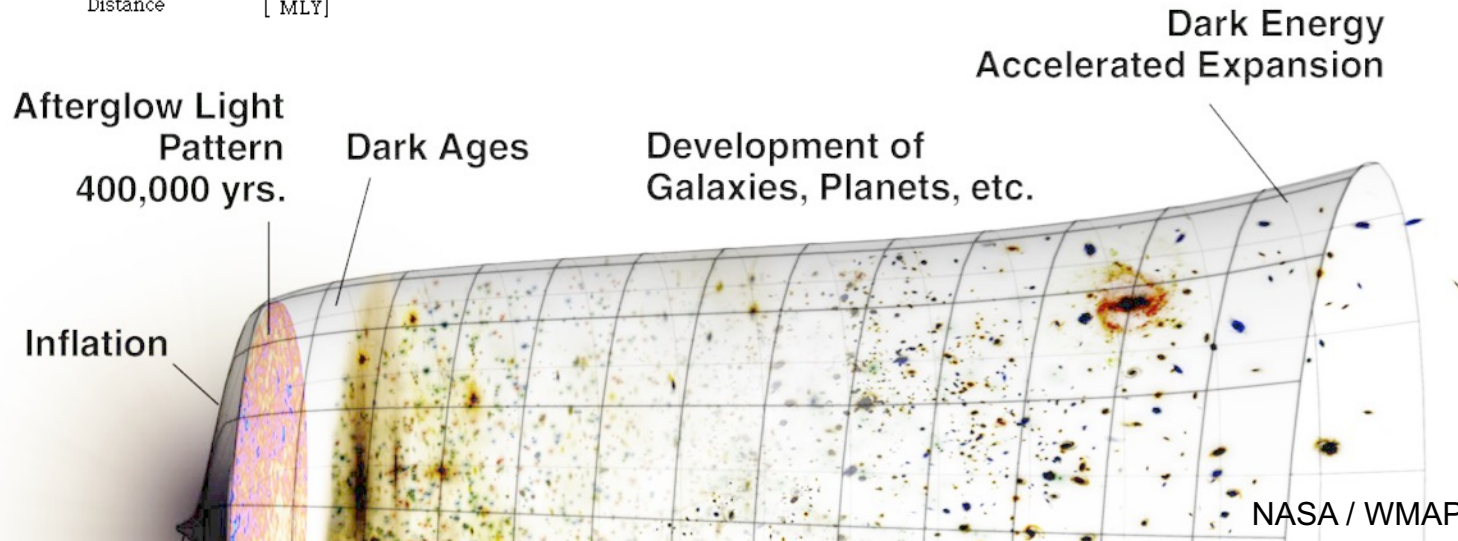 Distance [ MLY]
Dark Energy
Accelerated Expansion
Afterglow Light
Pattern
400,000 yrs.
Dark Ages
Development of
Galaxies, Planets, etc.
Inflation
NASA / WMAP